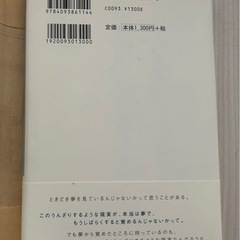 9784093861144
C0093 ¥1300E
定価：本体1,300円+税
1920093013000
ときどき夢を見ているんじゃないかって思うことがある。
このうんざりするような現実が、本当は夢で、
もうしばらくすると覚めるんじゃないかって。
でも夢から覚めたところに待っているのも、